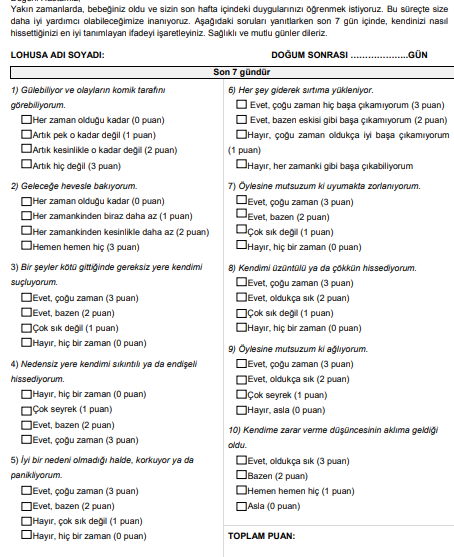 Yakın zamanlarda, bebeğiniz oldu ve sizin son hafta içindeki duygularınızı öğrenmek istiyoruz. Bu süreçte size
daha iyi yardımcı olabileceğimize inanıyoruz. Aşağıdaki soruları yanıtlarken son 7 gün içinde, kendinizi nasıl
hissettiğinizi en iyi tanımlayan ifadeyi işaretleyiniz. Sağlıklı ve mutlu günler dileriz.
LOHUSA ADI SOYADI:
DOĞUM SONRASI ....................GÜN
Son 7 gündür
1) Gülebiliyor ve olayların komik tarafını
görebiliyorum.
Her zaman olduğu kadar (0 puan)
Artık pek o kadar değil (1 puan)
Artık kesinlikle o kadar değil (2 puan)
Artık hiç değil (3 puan)
2) Geleceğe hevesle bakıyorum.
Her zaman olduğu kadar (0 puan)
Her zamankinden biraz daha az (1 puan)
Her zamankinden kesinlikle daha az (2 puan)
Hemen hemen hiç (3 puan)
3) Bir şeyler kötü gittiğinde gereksiz yere kendimi
suçluyorum.
Evet, çoğu zaman (3 puan)
Evet, bazen (2 puan)
Çok sık değil (1 puan)
Hayır, hiç bir zaman (0 puan)
4) Nedensiz yere kendimi sıkıntılı ya da endişeli
hissediyorum.
Hayır, hiç bir zaman (0 puan)
Çok seyrek (1 puan)
Evet, bazen (2 puan)
Evet, çoğu zaman (3 puan)
5) İyi bir nedeni olmadığı halde, korkuyor ya da
panikliyorum.
Evet, çoğu zaman (3 puan)
Evet, bazen (2 puan)
Hayır, çok sık değil (1 puan)
Hayır, hiç bir zaman (0 puan)
6) Her şey giderek sırtıma yükleniyor.
Evet, çoğu zaman hiç başa çıkamıyorum (3 puan)
Evet, bazen eskisi gibi başa çıkamıyorum (2 puan)
Hayır, çoğu zaman oldukça iyi başa çıkamıyorum
(1 puan)
Hayır, her zamanki gibi başa çıkabiliyorum
7) Öylesine mutsuzum ki uyumakta zorlanıyorum.
Evet, çoğu zaman (3 puan)
Evet, bazen (2 puan)
Çok sık değil (1 puan)
Hayır, hiç bir zaman (0 puan)
8) Kendimi üzüntülü ya da çökkün hissediyorum.
Evet, çoğu zaman (3 puan)
Evet, oldukça sık (2 puan)
Çok sık değil (1 puan)
Hayır, hiç bir zaman (0 puan)
9) Öylesine mutsuzum ki ağlıyorum.
Evet, çoğu zaman (3 puan)
Evet, oldukça sık (2 puan)
Çok seyrek (1 puan)
Hayır, asla (0 puan)
10) Kendime zarar verme düşüncesinin aklıma geldiği
oldu.
Evet, oldukça sık (3 puan)
Bazen (2 puan)
Hemen hemen hiç (1 puan)
Asla (0 puan)
TOPLAM PUAN: